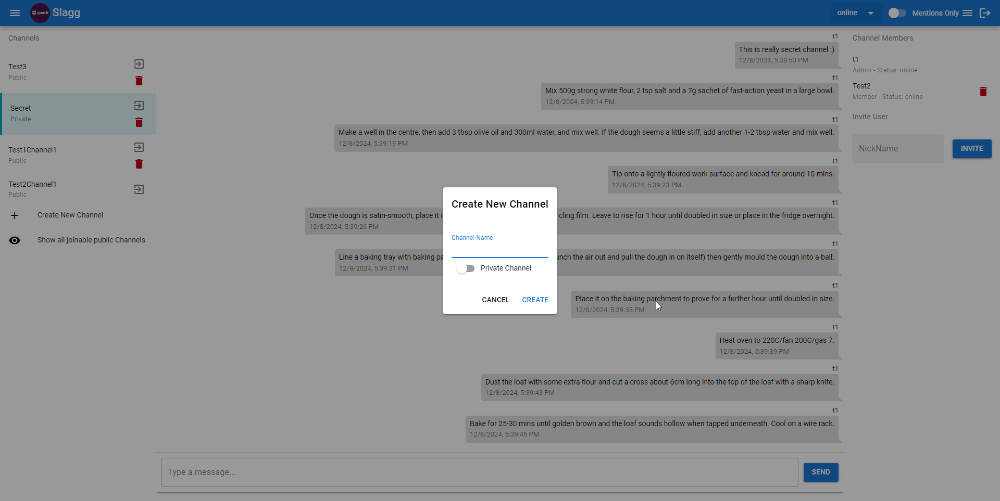 quack
Slagg
online
Mentions Only
Channels
Test3
Public
Secret
Private
Test1Channel1
Public
Test2Channel1
Public
Create New Channel
Show all joinable public Channels
t1
This is really secret channel :)
12/8/2024, 5:38:53 PM
t1
Mix 500g strong white flour, 2 tsp salt and a 7g sachet of fast-action yeast in a large bowl.
12/8/2024, 5:39:14 PM
t1
Make a well in the centre, then add 3 tbsp olive oil and 300ml water, and mix well. If the dough seems a little stiff, add another 1-2 tbsp water and mix well.
12/8/2024, 5:39:19 PM
t1
Tip onto a lightly floured work surface and knead for around 10 mins.
12/8/2024, 5:39:23 PM
t1
Once the dough is satin-smooth, place it cling film. Leave to rise for 1 hour until doubled in size or place in the fridge overnight.
12/8/2024, 5:39:26 PM
t1
Line a baking tray with baking the air out and pull the dough in on itself) then gently mould the dough into a ball.
12/8/2024, 5:39:31 PM
t1
Place it on the baking parchment to prove for a further hour until doubled in size.
12/8/2024, 5:39:35 PM
t1
Heat oven to 220C/fan 200C/gas 7.
12/8/2024, 5:39:39 PM
t1
Dust the loaf with some extra flour and cut a cross about 6cm long into the top of the loaf with a sharp knife.
12/8/2024, 5:39:43 PM
t1
Bake for 25-30 mins until golden brown and the loaf sounds hollow when tapped underneath. Cool on a wire rack.
12/8/2024, 5:39:46 PM
Type a message...
SEND
Create New Channel
Channel Name
Private Channel
CANCEL
CREATE
Channel Members
t1
Admin - Status: online
Test2
Member - Status: online
Invite User
NickName
INVITE